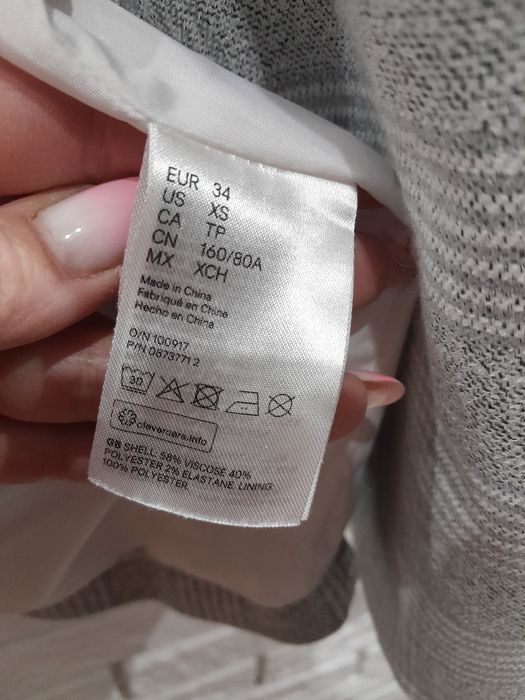 EUR 34
US XS
CA TP
CN 160/80A
MX XCH
Made in China
Fabriqué en Chine
Hecho en China
O/N 100917
P/N 0873771 2
30
clevercare.info
GB SHELL. 58% VISCOSE 40%
POLYESTER 2% ELASTANE. LINING:
100% POLYESTER.